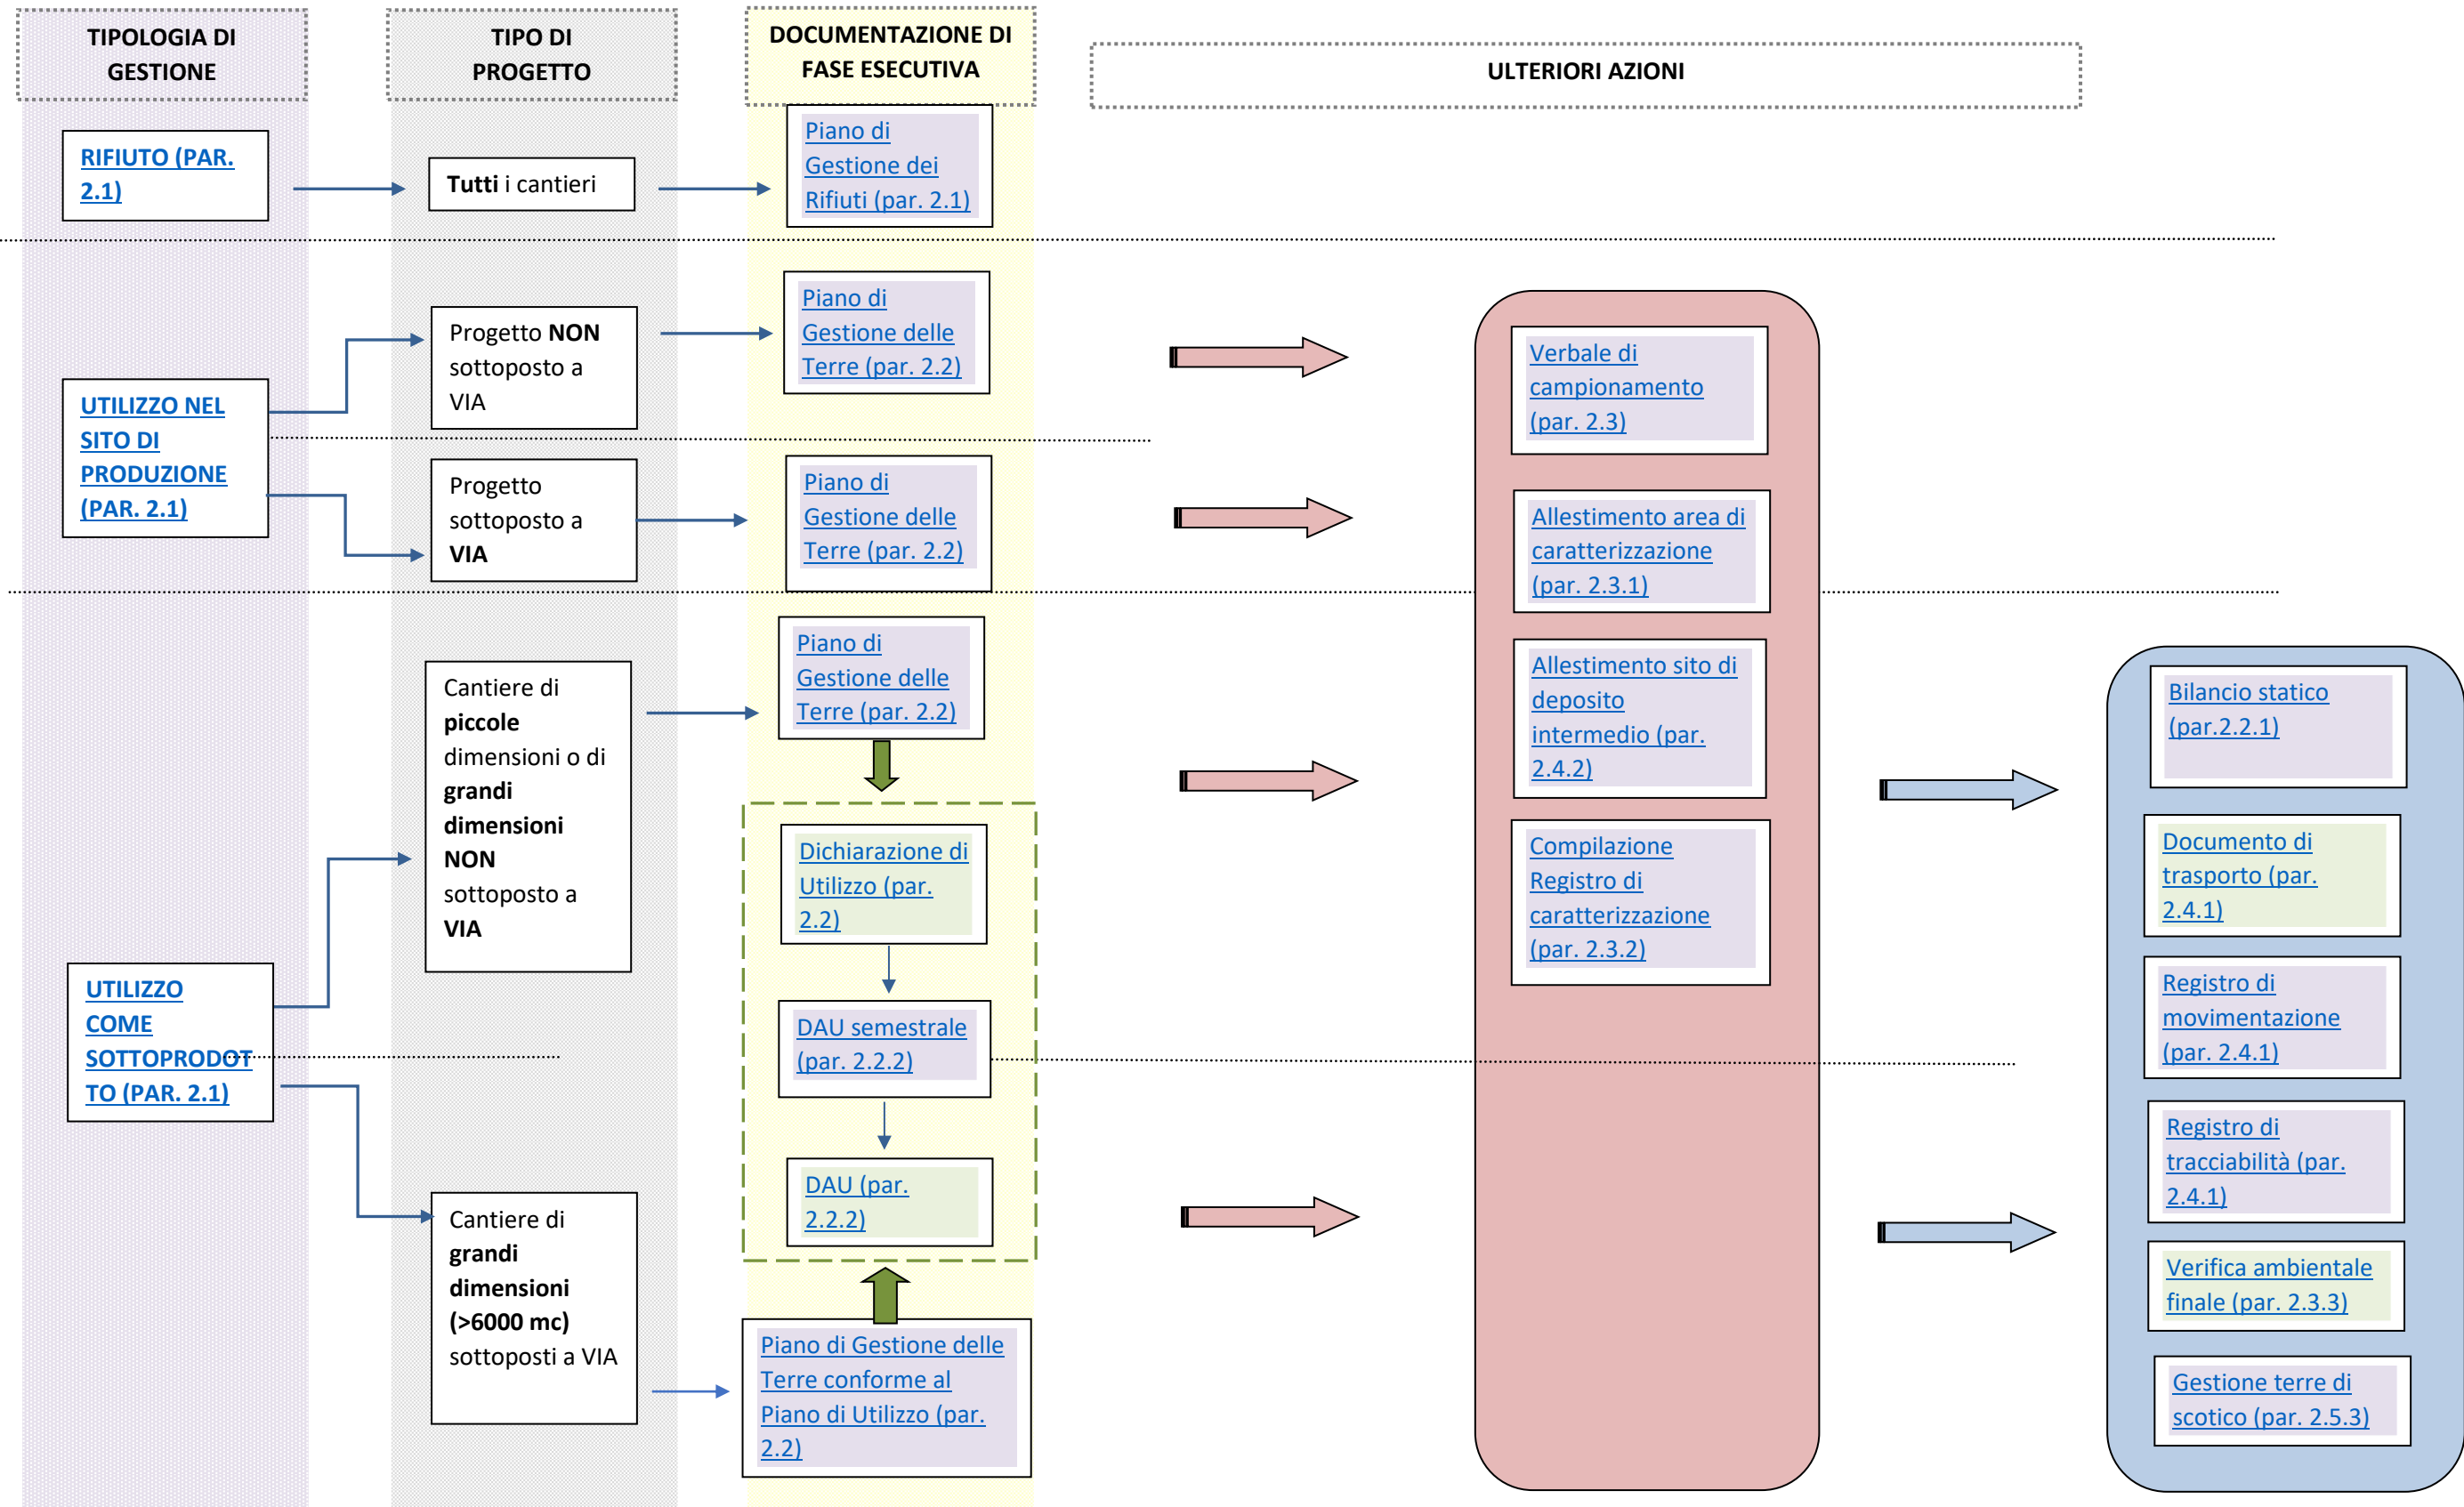 TIPOLOGIA DI
GESTIONE
TIPO DI
PROGETTO
DOCUMENTAZIONE DI
FASE ESECUTIVA
ULTERIORI AZIONI
RIFIUTO (PAR.
2.1)
Tutti i cantieri
Piano di
Gestione dei
Rifiuti (par. 2.1)
UTILIZZO NEL
SITO DI
PRODUZIONE
(PAR. 2.1)
Progetto NON
sottoposto a
VIA
Piano di
Gestione delle
Terre (par. 2.2)
Progetto
sottoposto a
VIA
Piano di
Gestione delle
Terre (par. 2.2)
UTILIZZO
COME
SOTTOPRODOT
TO (PAR. 2.1)
Cantiere di
piccole
dimensioni o di
grandi
dimensioni
NON
sottoposto a
VIA
Piano di
Gestione delle
Terre (par. 2.2)
Dichiarazione di
Utilizzo (par.
2.2)
DAU semestrale
(par. 2.2.2)
DAU (par.
2.2.2)
Cantiere di
grandi
dimensioni
(>6000 mc)
sottoposti a VIA
Piano di Gestione delle
Terre conforme al
Piano di Utilizzo (par.
2.2)
Verbale di
campionamento
(par. 2.3)
Allestimento area di
caratterizzazione
(par. 2.3.1)
Allestimento sito di
deposito
intermedio (par.
2.4.2)
Compilazione
Registro di
caratterizzazione
(par. 2.3.2)
Bilancio statico
(par.2.2.1)
Documento di
trasporto (par.
2.4.1)
Registro di
movimentazione
(par. 2.4.1)
Registro di
tracciabilità (par.
2.4.1)
Verifica ambientale
finale (par. 2.3.3)
Gestione terre di
scotico (par. 2.5.3)